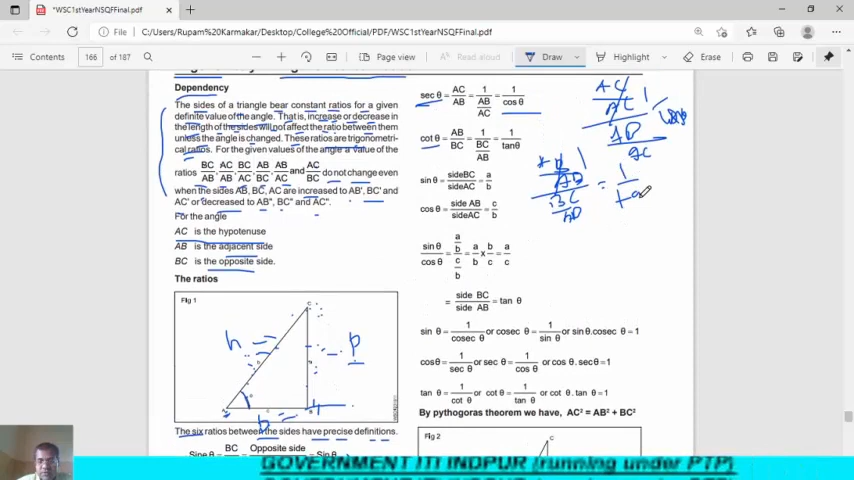 *WSC1stYearNSQFFinal.pdf
C:/Users/Rupam%20Karmakar/Desktop/College%20Official/PDF/*WSC1stYearNSQFFinal.pdf
Contents 166 of 187 Page view Read aloud Draw Highlight Erase
Dependency
The sides of a triangle bear constant ratios for a given
definite value of the angle. That is, increase or decrease in
the length of the sides will not affect the ratio between them
unless the angle is changed. These ratios are trigonometri-
cal ratios. For the given values of the angle a value of the
ratios BC/AB, AC/AB, BC/AC, AB/BC, AB/AC and AC/BC do not change even
when the sides AB, BC, AC are increased to AB', BC' and
AC' or decreased to AB", BC" and AC".
For the angle
AC is the hypotenuse
AB is the adjacent side
BC is the opposite side.
The ratios
Fig 1
C
h
p
A
B
b
The six ratios between the sides have precise definitions.
Sine θ = BC = Opposite side = Sin θ
sec θ = AC/AB = 1/(AB/AC) = 1/cos θ
cot θ = AB/BC = 1/(BC/AB) = 1/tanθ
sin θ = sideBC/sideAC = a/b
cos θ = side AB/sideAC = c/b
sin θ/cos θ = (a/b)/(c/b) = a/b x b/c = a/c
= side BC/side AB = tan θ
sin θ = 1/cosec θ or cosec θ = 1/sin θ or sin θ.cosec θ = 1
cos θ = 1/sec θ or sec θ = 1/cos θ or cos θ.sec θ = 1
tan θ = 1/cot θ or cot θ = 1/tan θ or cot θ.tan θ = 1
By pythogoras theorem we have, AC² = AB² + BC²
Fig 2
C
GOVERNMENT ITI INDPUR (running under PTP)